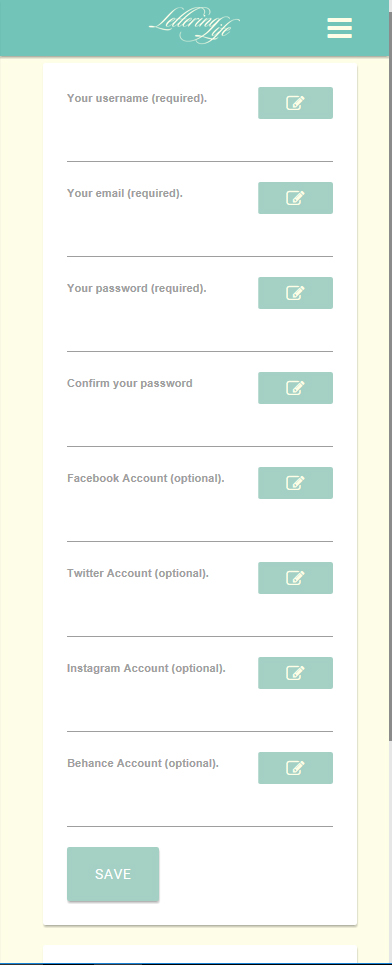 Lettering Life
Your username (required).
Your email (required).
Your password (required).
Confirm your password
Facebook Account (optional).
Twitter Account (optional).
Instagram Account (optional).
Behance Account (optional).
SAVE